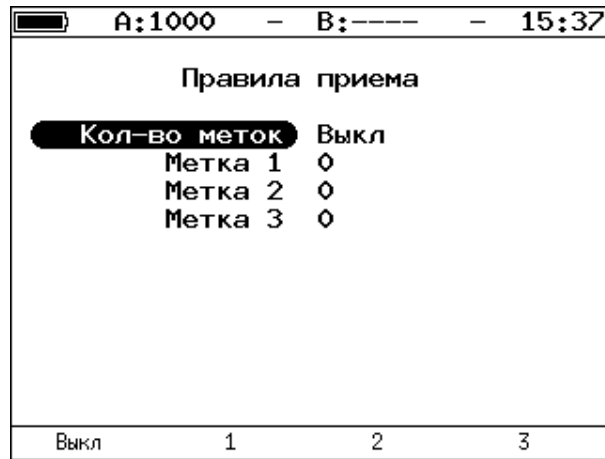 A:1000 – B:---- – 15:37
Правила приема
Кол-во меток Выкл
Метка 1 0
Метка 2 0
Метка 3 0
Выкл 1 2 3